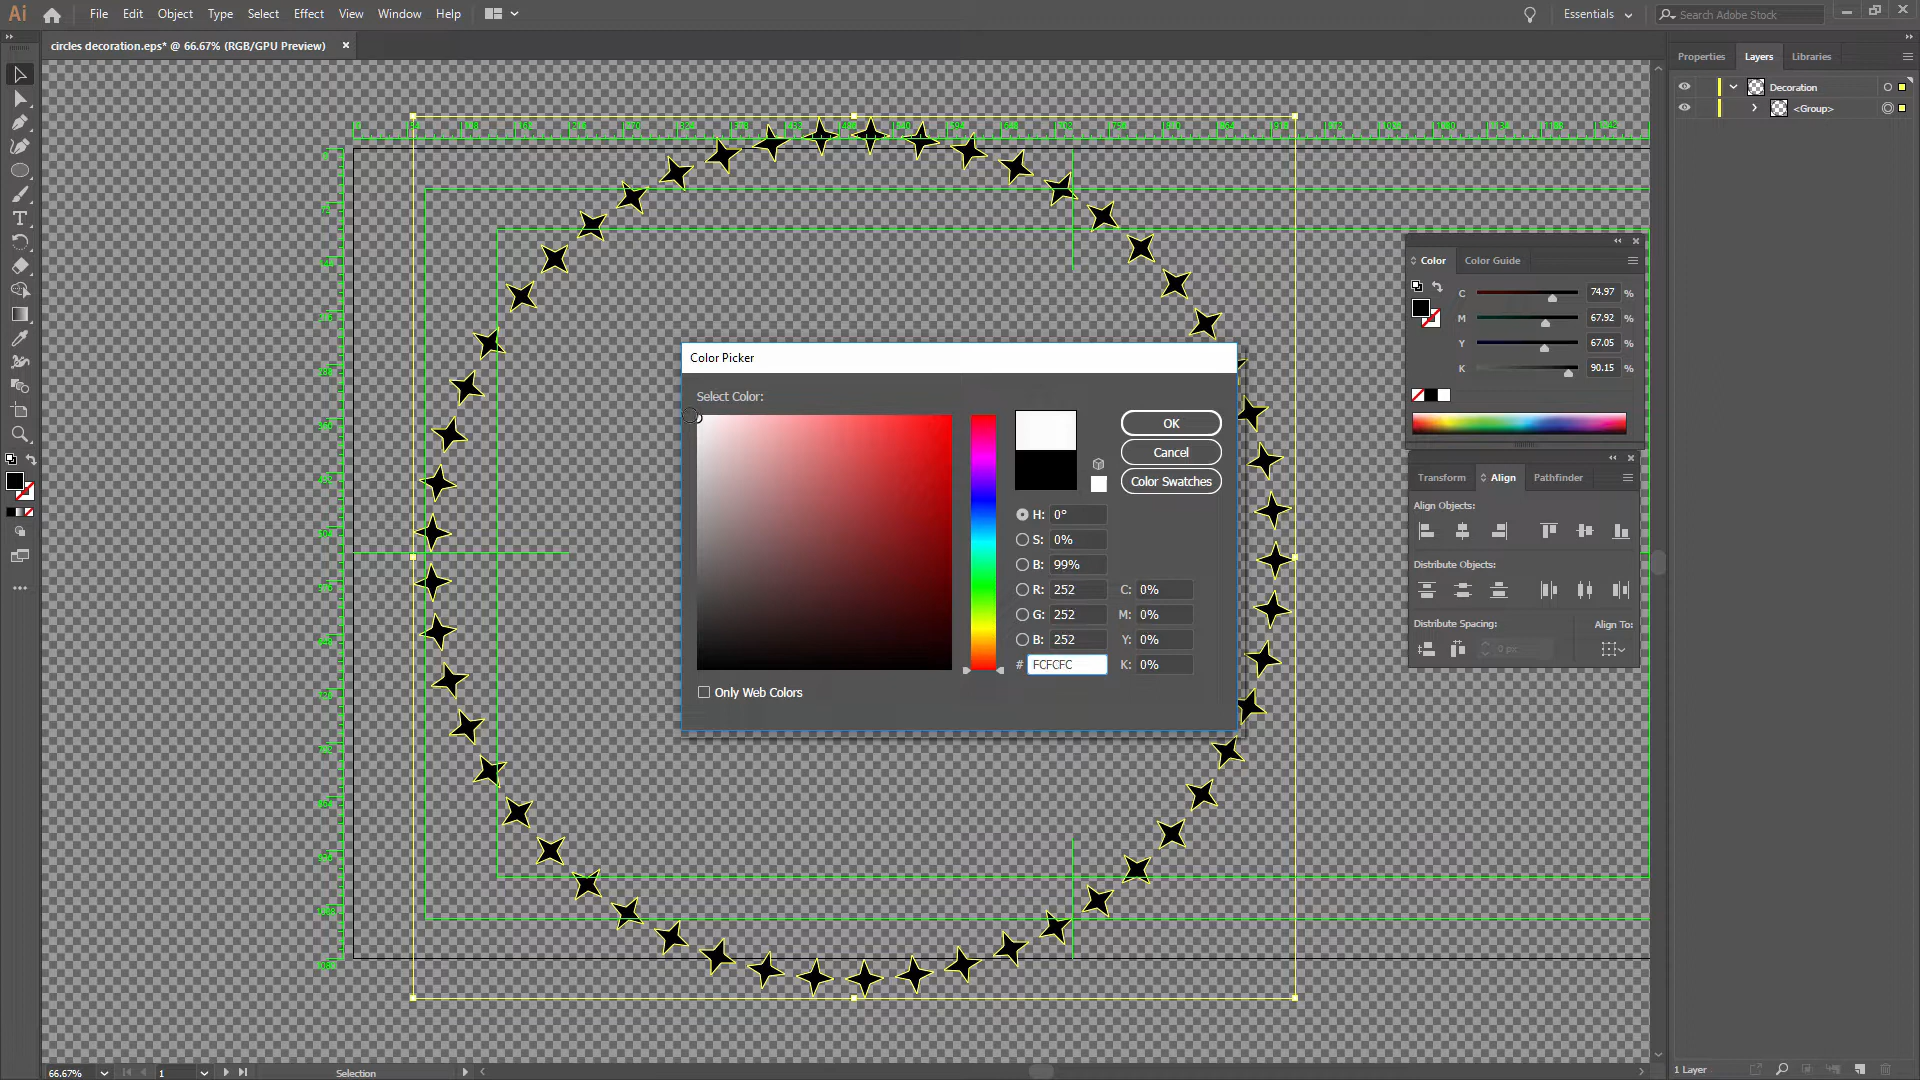 Ai File Edit Object Type Select Effect View Window Help Essentials Search Adobe Stock
circles decoration.eps* @ 66.67% (RGB/GPU Preview) ×
Properties Layers Libraries
Decoration
<Group>
Color Color Guide
C 74.97 %
M 67.92 %
Y 67.05 %
K 90.15 %
Transform Align Pathfinder
Align Objects:
Distribute Objects:
Distribute Spacing: Align To:
0 px
Color Picker
Select Color:
OK
Cancel
Color Swatches
H: 0°
S: 0%
B: 99%
R: 252 C: 0%
G: 252 M: 0%
B: 252 Y: 0%
# FCFCFC K: 0%
Only Web Colors
66.67% 1 Selection
1 Layer